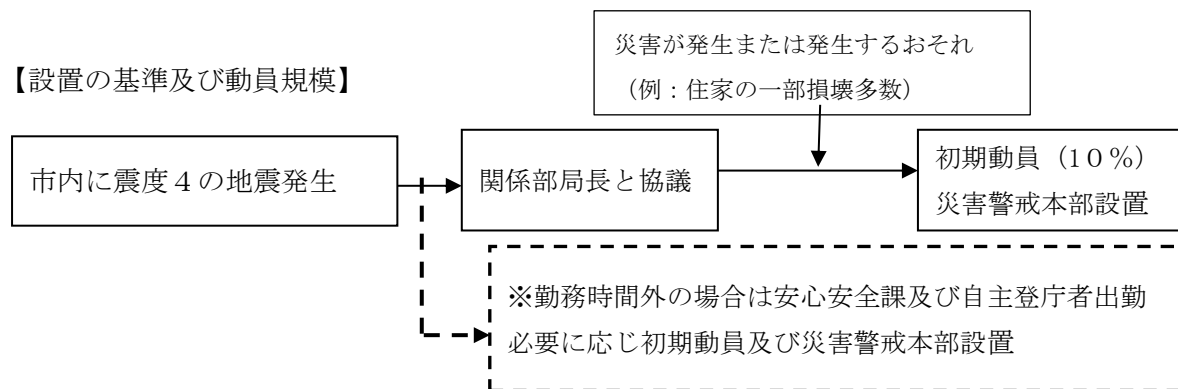 災害が発生または発生するおそれ
（例：住家の一部損壊多数）
【設置の基準及び動員規模】
市内に震度４の地震発生
関係部局長と協議
初期動員（1０％）
災害警戒本部設置
※勤務時間外の場合は安心安全課及び自主登庁者出勤
必要に応じ初期動員及び災害警戒本部設置